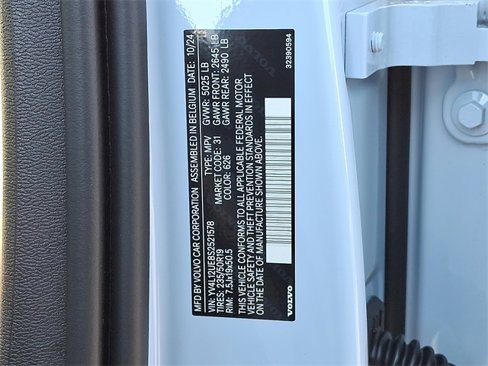 MFD BY VOLVO CAR CORPORATION ASSEMBLED IN BELGIUM DATE: 10/24
GVWR: 5025 LB
GAWR FRONT: 2645 LB
GAWR REAR: 2490 LB
VIN: YV4L12UE8S2521578 TYPE: MPV
TIRES: 235/50R19 MARKET CODE: 31
RIM: 7.5Jx19x50.5 COLOR: 626
THIS VEHICLE CONFORMS TO ALL APPLICABLE FEDERAL MOTOR
VEHICLE SAFETY AND THEFT PREVENTION STANDARDS IN EFFECT
ON THE DATE OF MANUFACTURE SHOWN ABOVE.
VOLVO
32390594